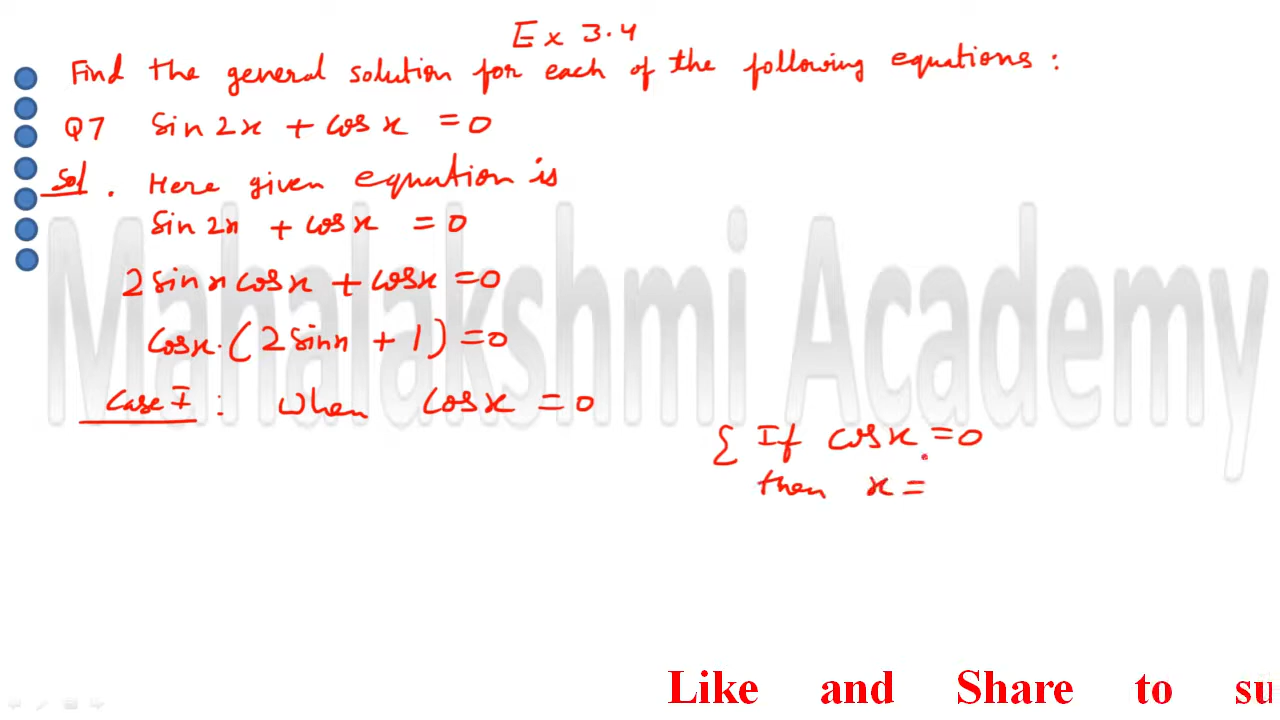 Ex 3.4
Find the general solution for each of the following equations :
Q7 Sin 2x + cos x = 0
Sol. Here given equation is
Sin 2x + cos x = 0
2 sin x cos x + cos x = 0
Cos x . ( 2 sin x + 1 ) = 0
Case I : When cos x = 0
{ If cos x = 0
then x =
Mahalakshmi Academy
Like and Share to su